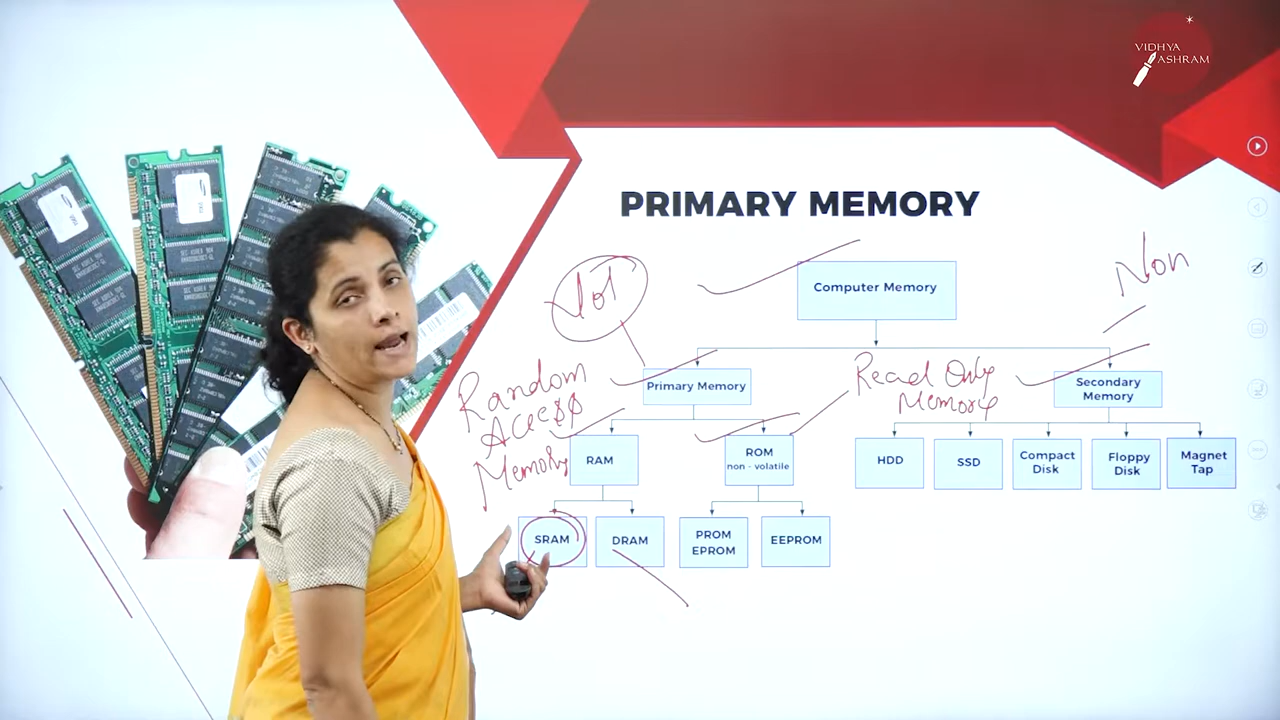 VIDHYA
ASHRAM
PRIMARY MEMORY
Vol
Computer Memory
Non
Random
Acess
Memory
Primary Memory
Read Only
Memory
Secondary
Memory
RAM
ROM
non - volatile
HDD
SSD
Compact
Disk
Floppy
Disk
Magnet
Tap
SRAM
DRAM
PROM
EPROM
EEPROM